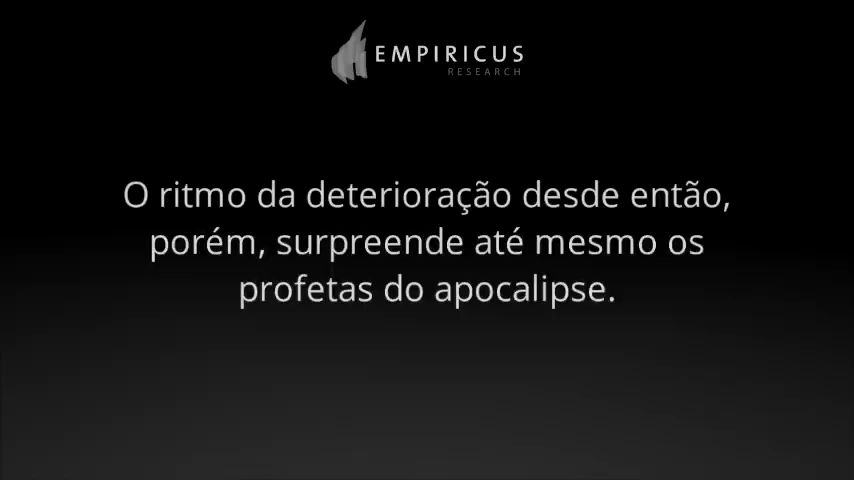 EMPIRICUS
RESEARCH
O ritmo da deterioração desde então,
porém, surpreende até mesmo os
profetas do apocalipse.